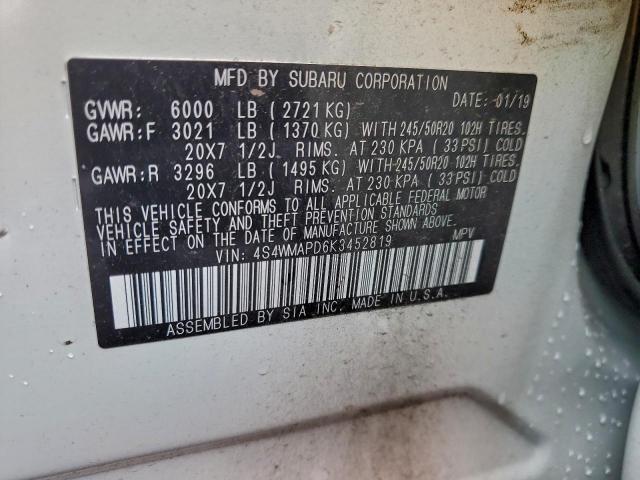 MFD BY SUBARU CORPORATION
GVWR: 6000 LB ( 2721 KG) DATE: 01/19
GAWR:F 3021 LB ( 1370 KG) WITH 245/50R20 102H TIRES,
20X7 1/2J RIMS. AT 230 KPA ( 33 PSI) COLD
GAWR:R 3296 LB ( 1495 KG) WITH 245/50R20 102H TIRES,
20X7 1/2J RIMS. AT 230 KPA ( 33 PSI) COLD
THIS VEHICLE CONFORMS TO ALL APPLICABLE FEDERAL MOTOR
VEHICLE SAFETY AND THEFT PREVENTION STANDARDS
IN EFFECT ON THE DATE OF MANUFACTURE SHOWN ABOVE.
VIN: 4S4WMAPD6K3452819 MPV
ASSEMBLED BY SIA INC. MADE IN U.S.A.